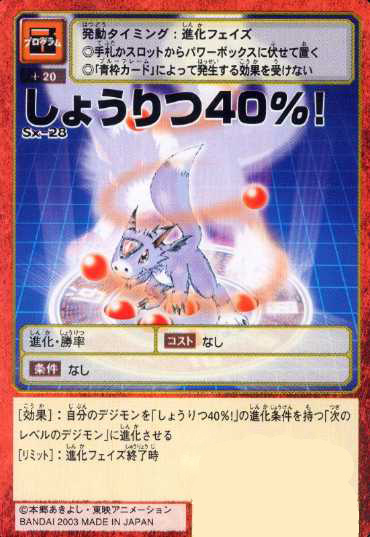 プログラム
+20
発動タイミング：進化フェイズ
◎手札かスロットからパワーボックスに伏せて置く
◎「青枠カード」によって発生する効果を受けない
しょうりつ40%!
Sx-28
進化・勝率
コスト なし
条件 なし
[効果]：自分のデジモンを「しょうりつ40%!」の進化条件を持つ「次の
レベルのデジモン」に進化させる
[リミット]：進化フェイズ終了時
©本郷あきよし・東映アニメーション
BANDAI 2003 MADE IN JAPAN